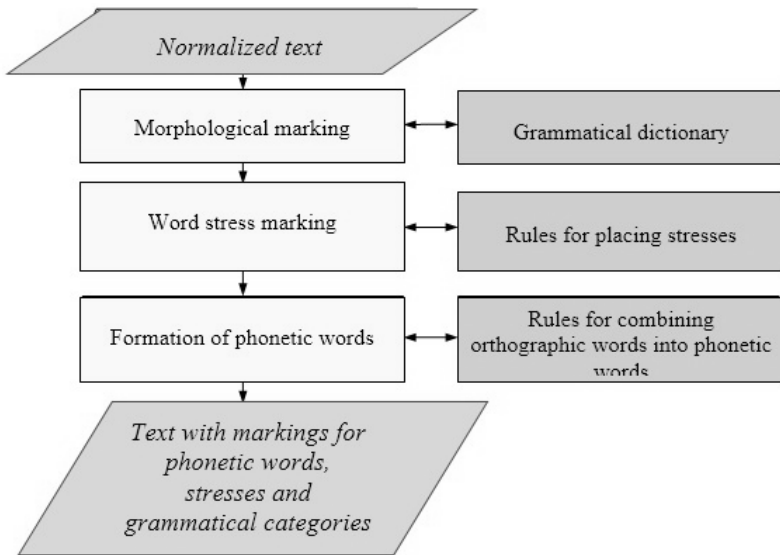 Normalized text
Morphological marking
Grammatical dictionary
Word stress marking
Rules for placing stresses
Formation of phonetic words
Rules for combining
orthographic words into phonetic
words
Text with markings for
phonetic words,
stresses and
grammatical categories